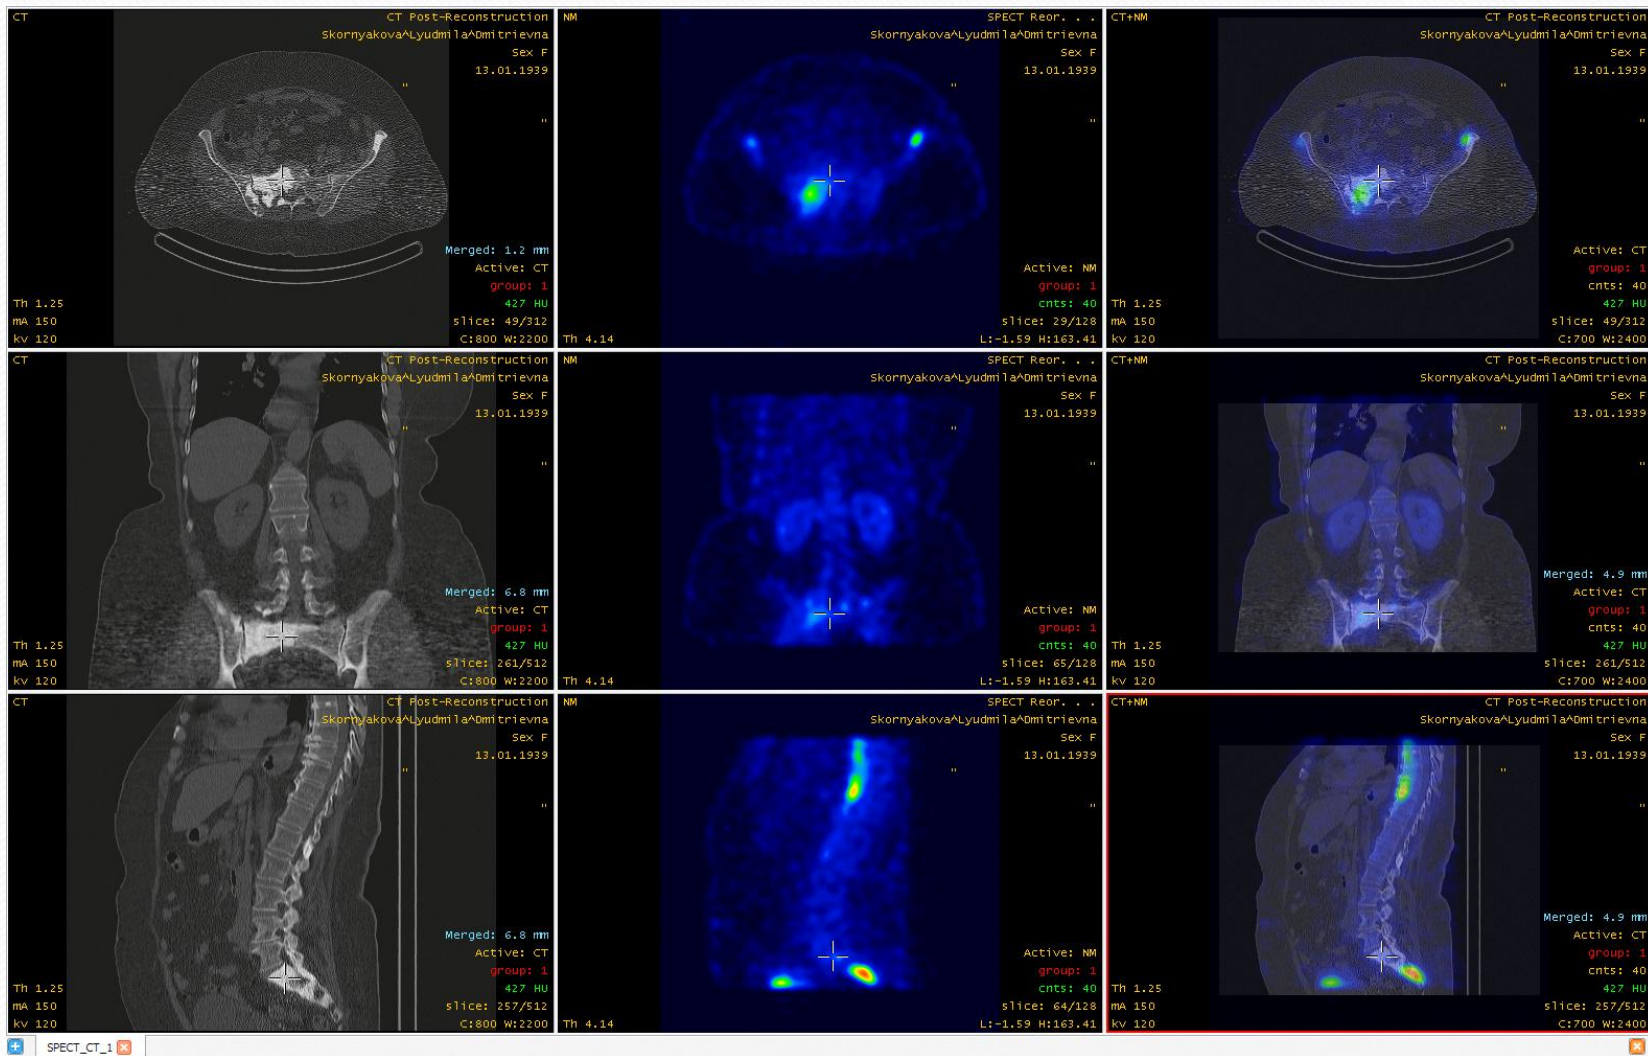 CT
CT Post-Reconstruction
Skornyakova^Lyudmila^Dmitrievna
Sex F
13.01.1939
"
"
Merged: 1.2 mm
Active: CT
group: 1
Th 1.25
427 HU
mA 150
slice: 49/312
kv 120
C:800 W:2200
NM
SPECT Reor. . .
Skornyakova^Lyudmila^Dmitrievna
Sex F
13.01.1939
"
"
Active: NM
group: 1
cnts: 40
slice: 29/128
Th 4.14
L:-1.59 H:163.41
CT+NM
CT Post-Reconstruction
Skornyakova^Lyudmila^Dmitrievna
Sex F
13.01.1939
"
"
Active: CT
group: 1
Th 1.25
cnts: 40
427 HU
mA 150
slice: 49/312
kv 120
C:700 W:2400
CT
CT Post-Reconstruction
Skornyakova^Lyudmila^Dmitrievna
Sex F
13.01.1939
"
"
Merged: 6.8 mm
Active: CT
group: 1
Th 1.25
427 HU
mA 150
slice: 261/512
kv 120
C:800 W:2200
NM
SPECT Reor. . .
Skornyakova^Lyudmila^Dmitrievna
Sex F
13.01.1939
"
"
Active: NM
group: 1
cnts: 40
slice: 65/128
Th 4.14
L:-1.59 H:163.41
CT+NM
CT Post-Reconstruction
Skornyakova^Lyudmila^Dmitrievna
Sex F
13.01.1939
"
"
Merged: 4.9 mm
Active: CT
group: 1
cnts: 40
Th 1.25
427 HU
mA 150
slice: 261/512
kv 120
C:700 W:2400
CT
CT Post-Reconstruction
Skornyakova^Lyudmila^Dmitrievna
Sex F
13.01.1939
"
"
Merged: 6.8 mm
Active: CT
group: 1
Th 1.25
427 HU
mA 150
slice: 257/512
kv 120
C:800 W:2200
NM
SPECT Reor. . .
Skornyakova^Lyudmila^Dmitrievna
Sex F
13.01.1939
"
"
Active: NM
group: 1
cnts: 40
slice: 64/128
Th 4.14
L:-1.59 H:163.41
CT+NM
CT Post-Reconstruction
Skornyakova^Lyudmila^Dmitrievna
Sex F
13.01.1939
"
"
Merged: 4.9 mm
Active: CT
group: 1
cnts: 40
Th 1.25
427 HU
mA 150
slice: 257/512
kv 120
C:700 W:2400
SPECT_CT_1